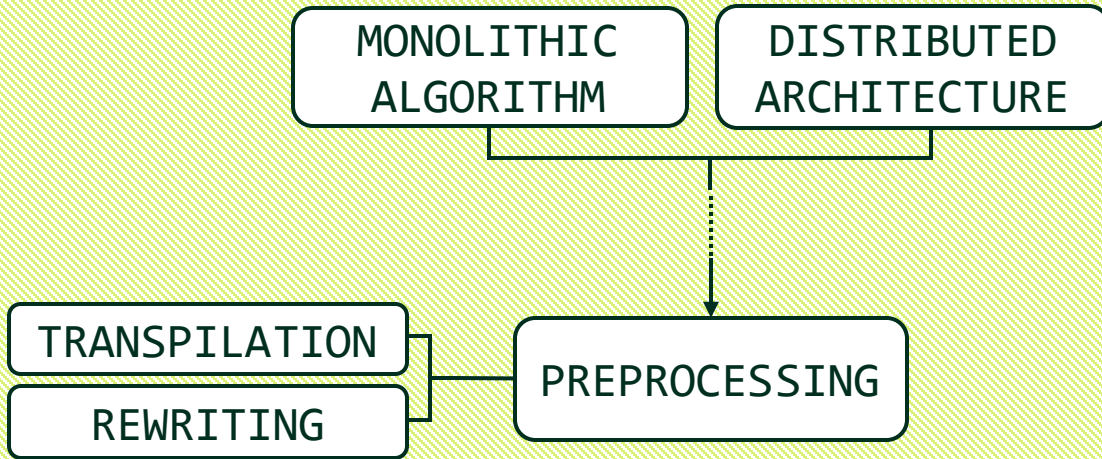 MONOLITHIC
ALGORITHM
DISTRIBUTED
ARCHITECTURE
TRANSPILATION
REWRITING
PREPROCESSING